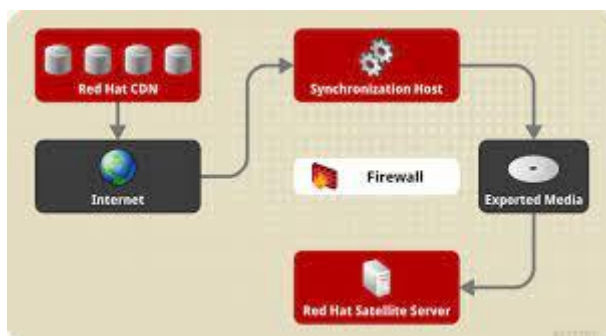 Red Hat CDN
Synchronization Host
Internet
Firewall
Exported Media
Red Hat Satellite Server